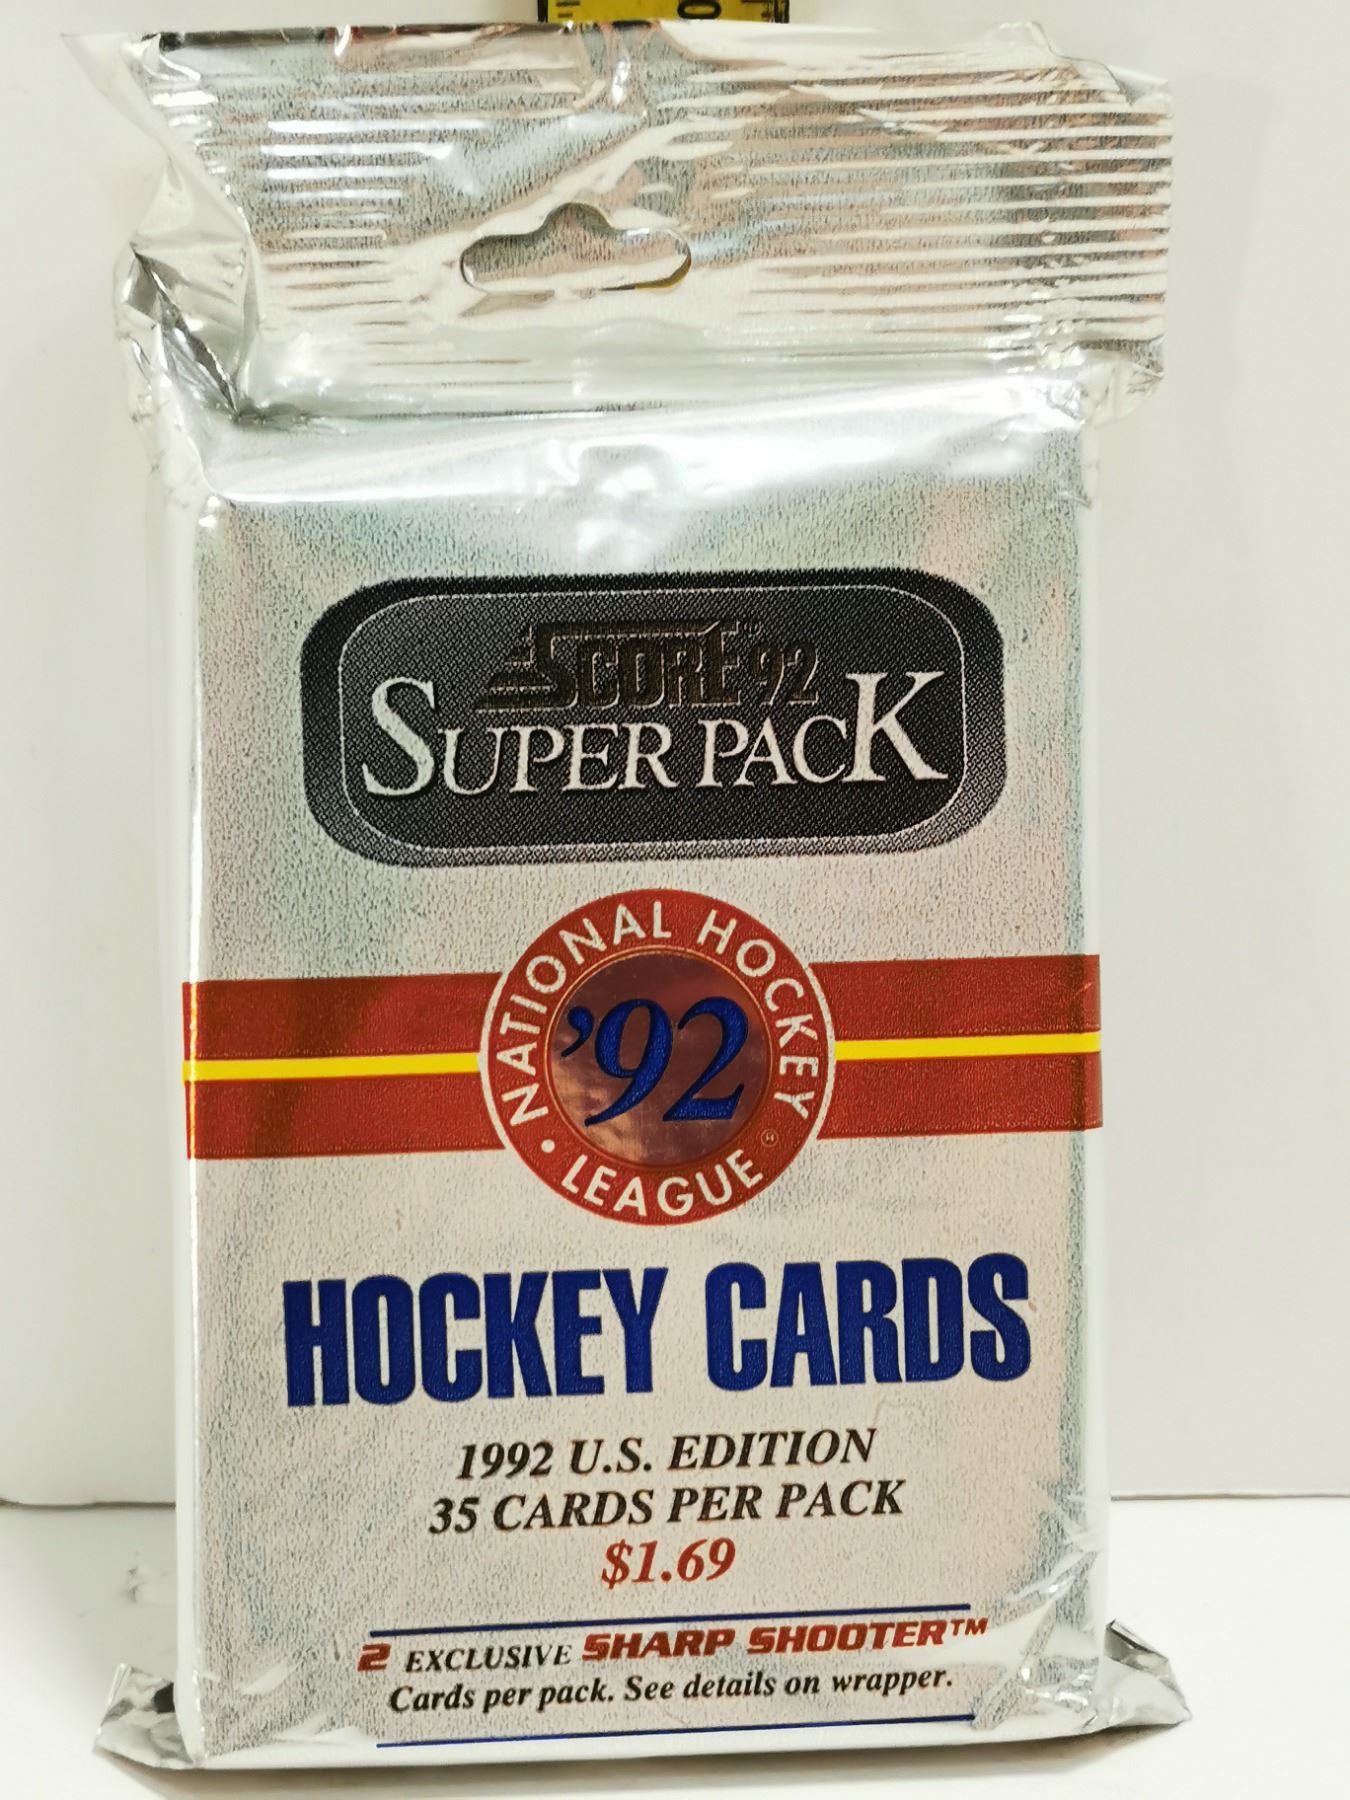 SCORE® '92
SUPER PACK
NATIONAL HOCKEY LEAGUE ®
'92
HOCKEY CARDS
1992 U.S. EDITION
35 CARDS PER PACK
$1.69
2 EXCLUSIVE SHARP SHOOTER™
Cards per pack. See details on wrapper.